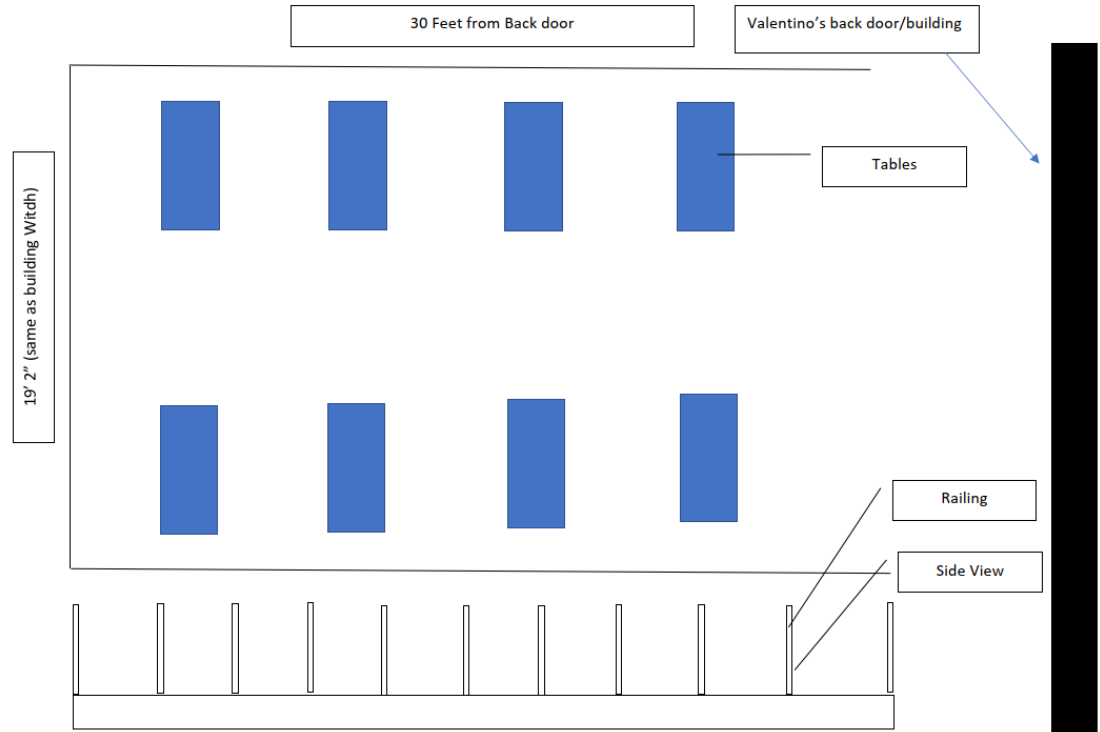 30 Feet from Back door
Valentino's back door/building
Tables
19' 2" (same as building Witdh)
Railing
Side View